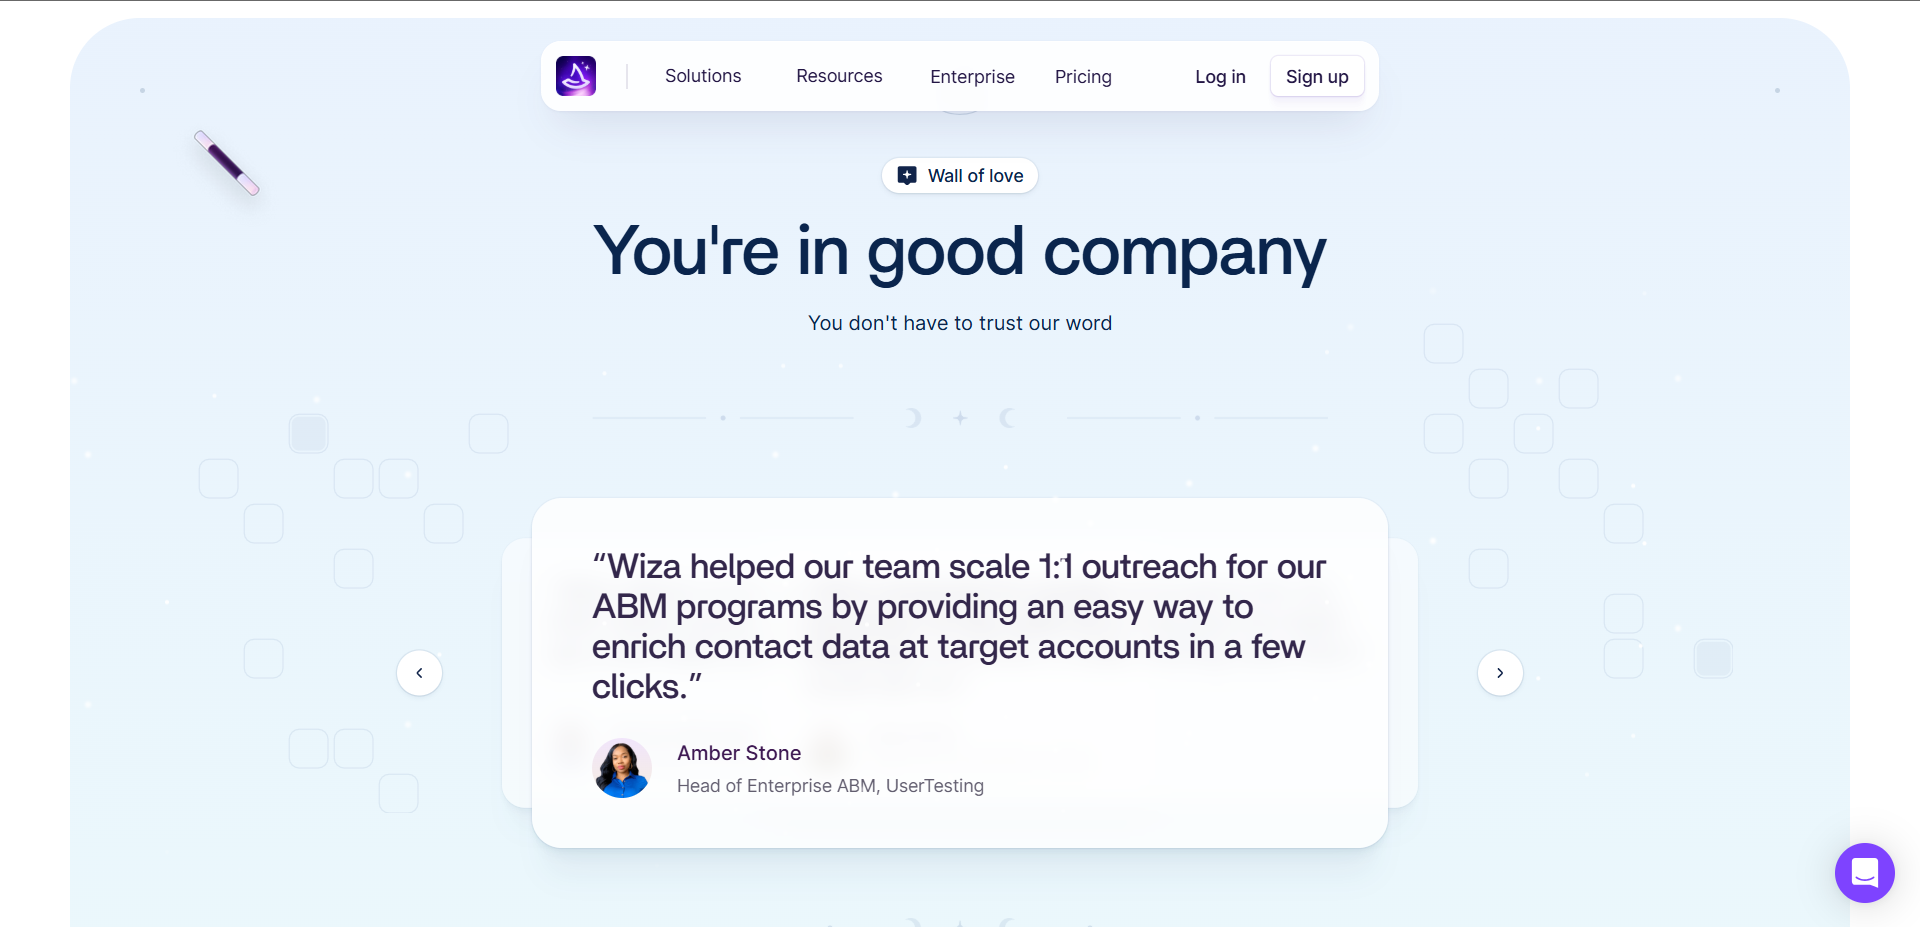 Solutions
Resources
Enterprise
Pricing
Log in
Sign up
Wall of love
You're in good company
You don't have to trust our word
“Wiza helped our team scale 1:1 outreach for our
ABM programs by providing an easy way to
enrich contact data at target accounts in a few
clicks.”
Amber Stone
Head of Enterprise ABM, UserTesting